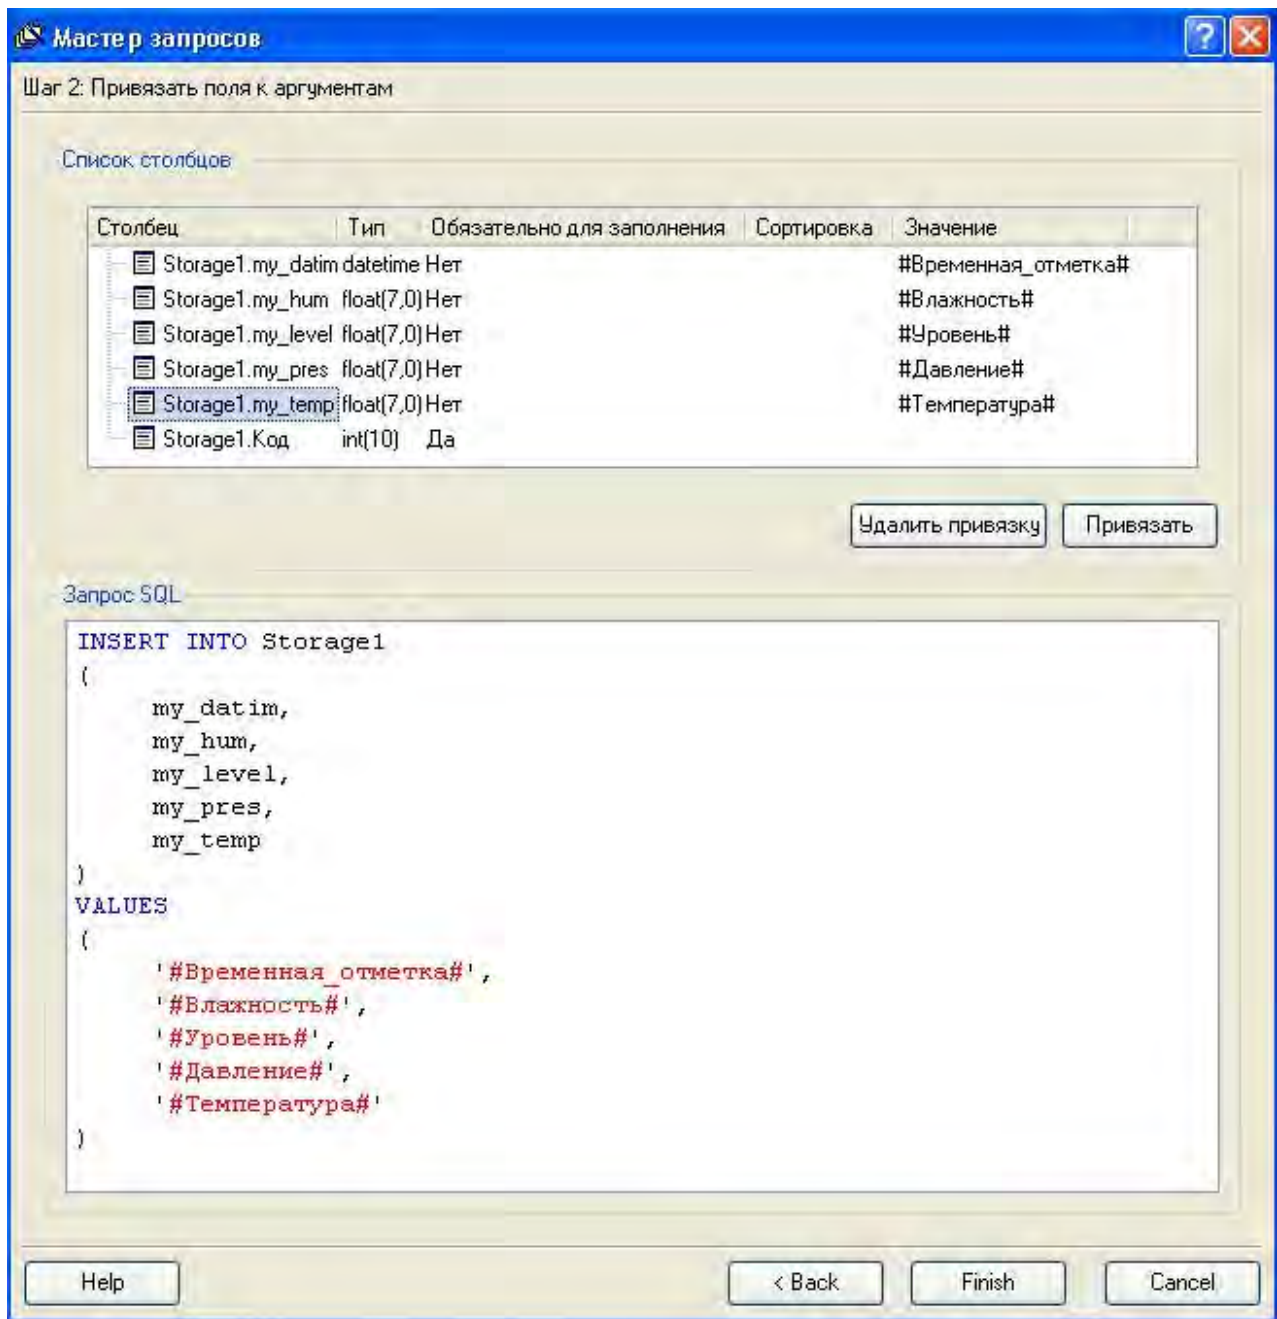 Мастер запросов
Шаг 2: Привязать поля к аргументам
Список столбцов
Столбец Тип Обязательно для заполнения Сортировка Значение
Storage1.my_datim datetime Нет #Временная_отметка#
Storage1.my_hum float(7,0) Нет #Влажность#
Storage1.my_level float(7,0) Нет #Уровень#
Storage1.my_pres float(7,0) Нет #Давление#
Storage1.my_temp float(7,0) Нет #Температура#
Storage1.Код int(10) Да
Удалить привязку Привязать
Запрос SQL
INSERT INTO Storage1
(
my_datim,
my_hum,
my_level,
my_pres,
my_temp
)
VALUES
(
'#Временная_отметка#',
'#Влажность#',
'#Уровень#',
'#Давление#',
'#Температура#'
)
Help < Back Finish Cancel